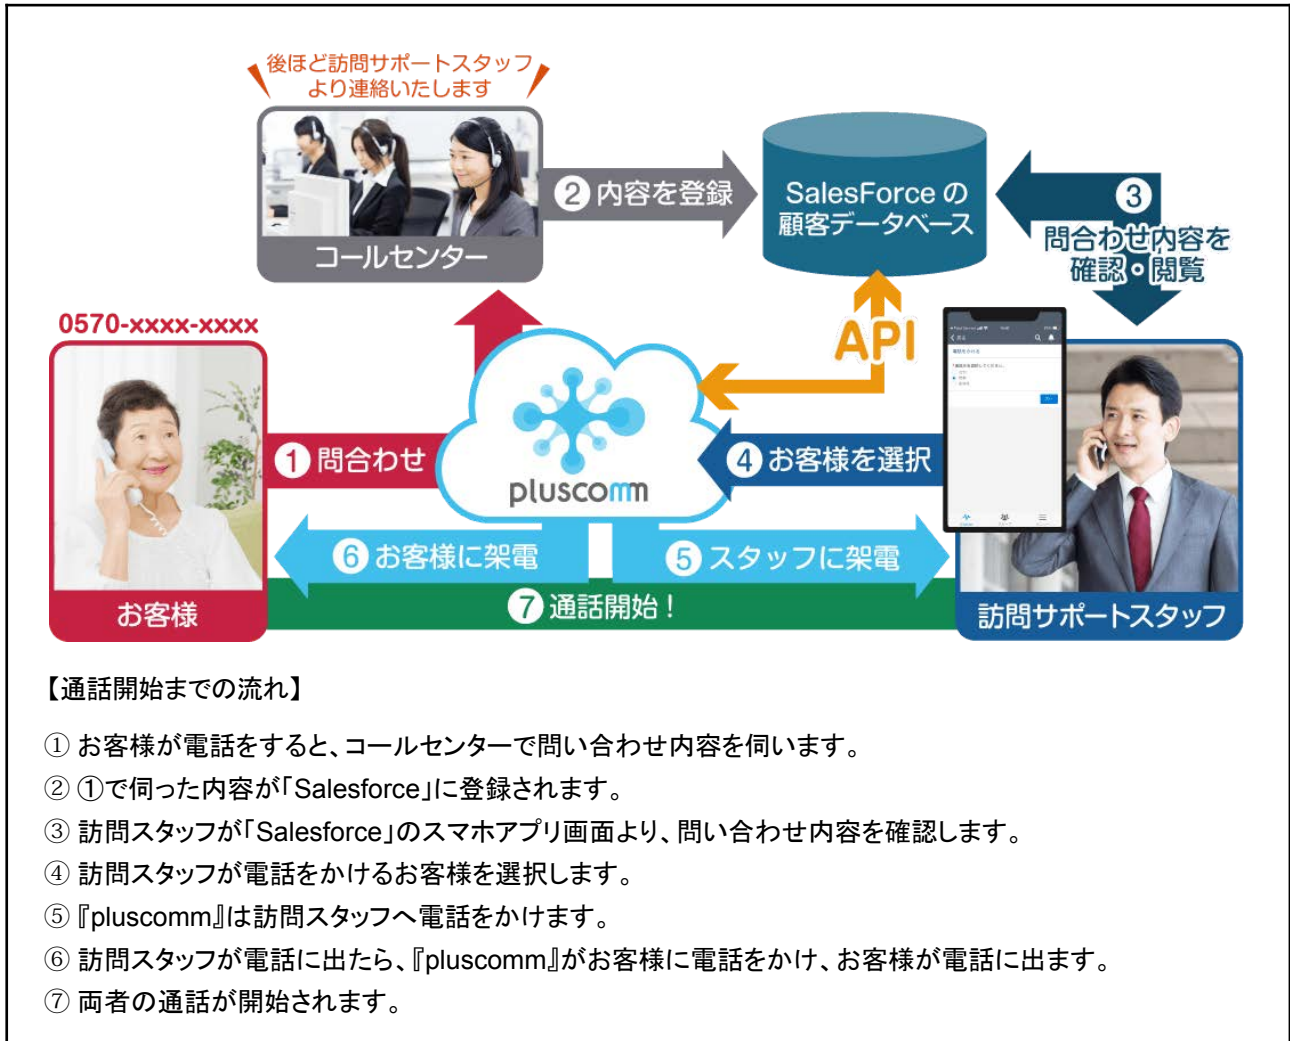 後ほど訪問サポートスタッフ
より連絡いたします
コールセンター
② 内容を登録
SalesForce の
顧客データベース
③
問合わせ内容を
確認・閲覧
0570-xxxx-xxxx
API
① 問合わせ
pluscomm
④ お客様を選択
⑥ お客様に架電
⑤ スタッフに架電
⑦ 通話開始！
お客様
訪問サポートスタッフ
【通話開始までの流れ】
① お客様が電話をすると、コールセンターで問い合わせ内容を伺います。
② ①で伺った内容が「Salesforce」に登録されます。
③ 訪問スタッフが「Salesforce」のスマホアプリ画面より、問い合わせ内容を確認します。
④ 訪問スタッフが電話をかけるお客様を選択します。
⑤ 『pluscomm』は訪問スタッフへ電話をかけます。
⑥ 訪問スタッフが電話に出たら、『pluscomm』がお客様に電話をかけ、お客様が電話に出ます。
⑦ 両者の通話が開始されます。